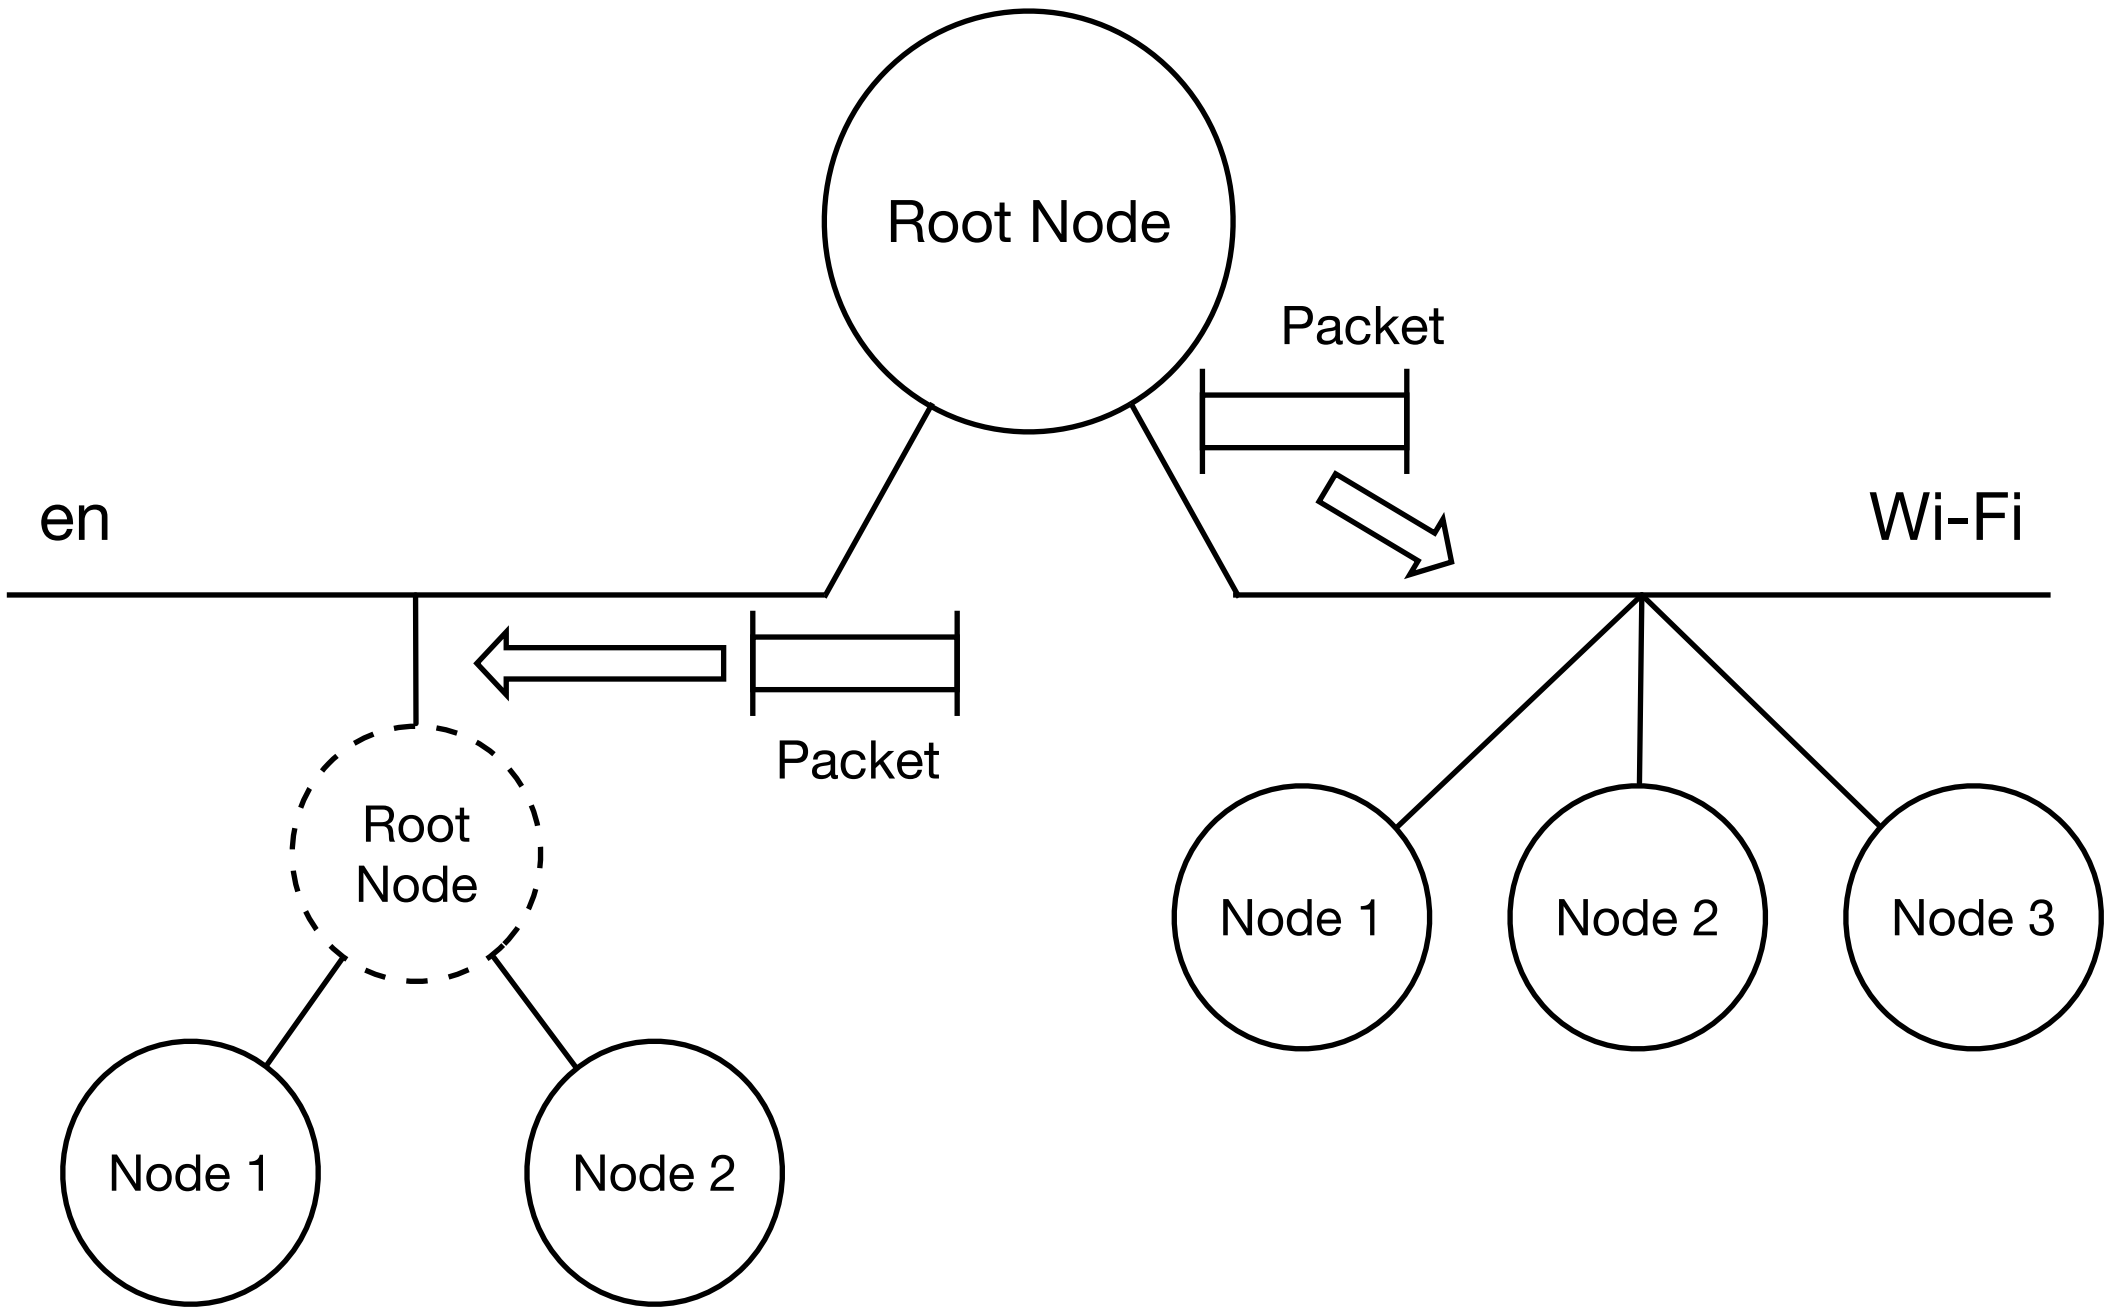 Root Node
Packet
en
Wi-Fi
Packet
Root
Node
Node 1
Node 2
Node 3
Node 1
Node 2